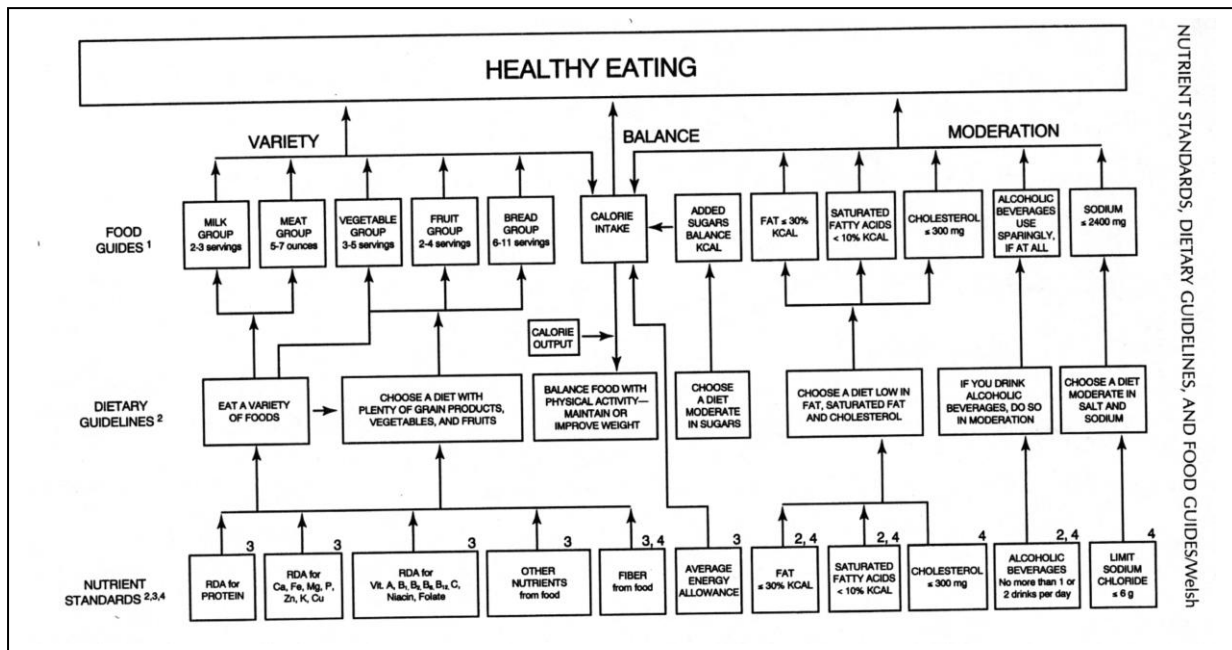 HEALTHY EATING
VARIETY
BALANCE
MODERATION
FOOD
GUIDES 1
MILK
GROUP
2-3 servings
MEAT
GROUP
5-7 ounces
VEGETABLE
GROUP
3-5 servings
FRUIT
GROUP
2-4 servings
BREAD
GROUP
6-11 servings
CALORIE
INTAKE
ADDED
SUGARS
BALANCE
KCAL
FAT ≤ 30%
KCAL
SATURATED
FATTY ACIDS
< 10% KCAL
CHOLESTEROL
≤ 300 mg
ALCOHOLIC
BEVERAGES
USE
SPARINGLY,
IF AT ALL
SODIUM
≤ 2400 mg
CALORIE
OUTPUT
DIETARY
GUIDELINES 2
EAT A VARIETY
OF FOODS
CHOOSE A DIET WITH
PLENTY OF GRAIN PRODUCTS,
VEGETABLES, AND FRUITS
BALANCE FOOD WITH
PHYSICAL ACTIVITY—
MAINTAIN OR
IMPROVE WEIGHT
CHOOSE
A DIET
MODERATE
IN SUGARS
CHOOSE A DIET LOW IN
FAT, SATURATED FAT
AND CHOLESTEROL
IF YOU DRINK
ALCOHOLIC
BEVERAGES, DO SO
IN MODERATION
CHOOSE A DIET
MODERATE IN
SALT AND
SODIUM
NUTRIENT
STANDARDS 2,3,4
3
RDA for
PROTEIN
3
RDA for
Ca, Fe, Mg, P,
Zn, K, Cu
3
RDA for
Vit. A, B1, B2, B6, B12, C,
Niacin, Folate
3
OTHER
NUTRIENTS
from food
3, 4
FIBER
from food
3
AVERAGE
ENERGY
ALLOWANCE
2, 4
FAT
≤ 30% KCAL
2, 4
SATURATED
FATTY ACIDS
< 10% KCAL
4
CHOLESTEROL
≤ 300 mg
2, 4
ALCOHOLIC
BEVERAGES
No more than 1 or
2 drinks per day
4
LIMIT
SODIUM
CHLORIDE
≤ 6 g
NUTRIENT STANDARDS, DIETARY GUIDELINES, AND FOOD GUIDES/Welsh